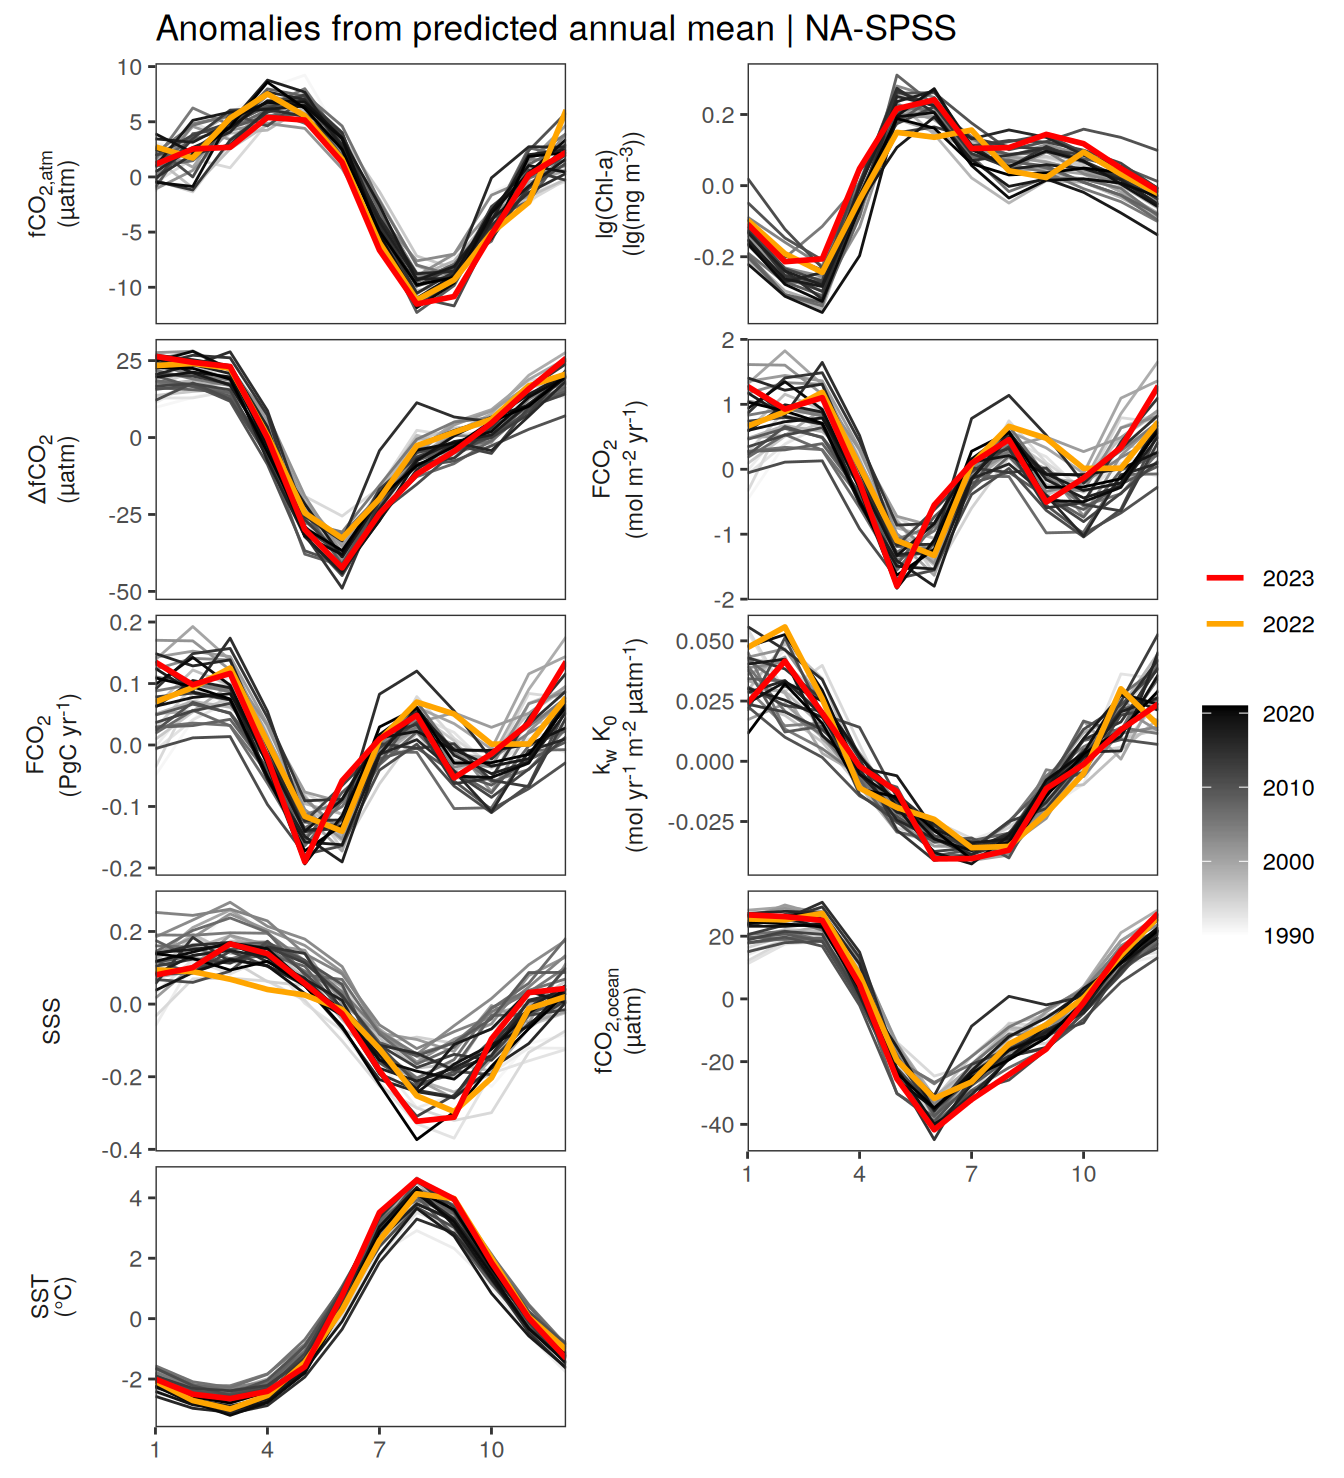 Anomalies from predicted annual mean | NA-SPSS
fCO2,atm
(µatm)
10
5
0
-5
-10
lg(Chl-a)
(lg(mg m-3))
0.2
0.0
-0.2
ΔfCO2
(µatm)
25
0
-25
-50
FCO2
(mol m-2 yr-1)
2
1
0
-1
-2
FCO2
(PgC yr-1)
0.2
0.1
0.0
-0.1
-0.2
kw K0
(mol yr-1 m-2 µatm-1)
0.050
0.025
0.000
-0.025
SSS
0.2
0.0
-0.2
-0.4
fCO2,ocean
(µatm)
20
0
-20
-40
1 4 7 10
SST
(°C)
4
2
0
-2
1 4 7 10
2023
2022
2020
2010
2000
1990